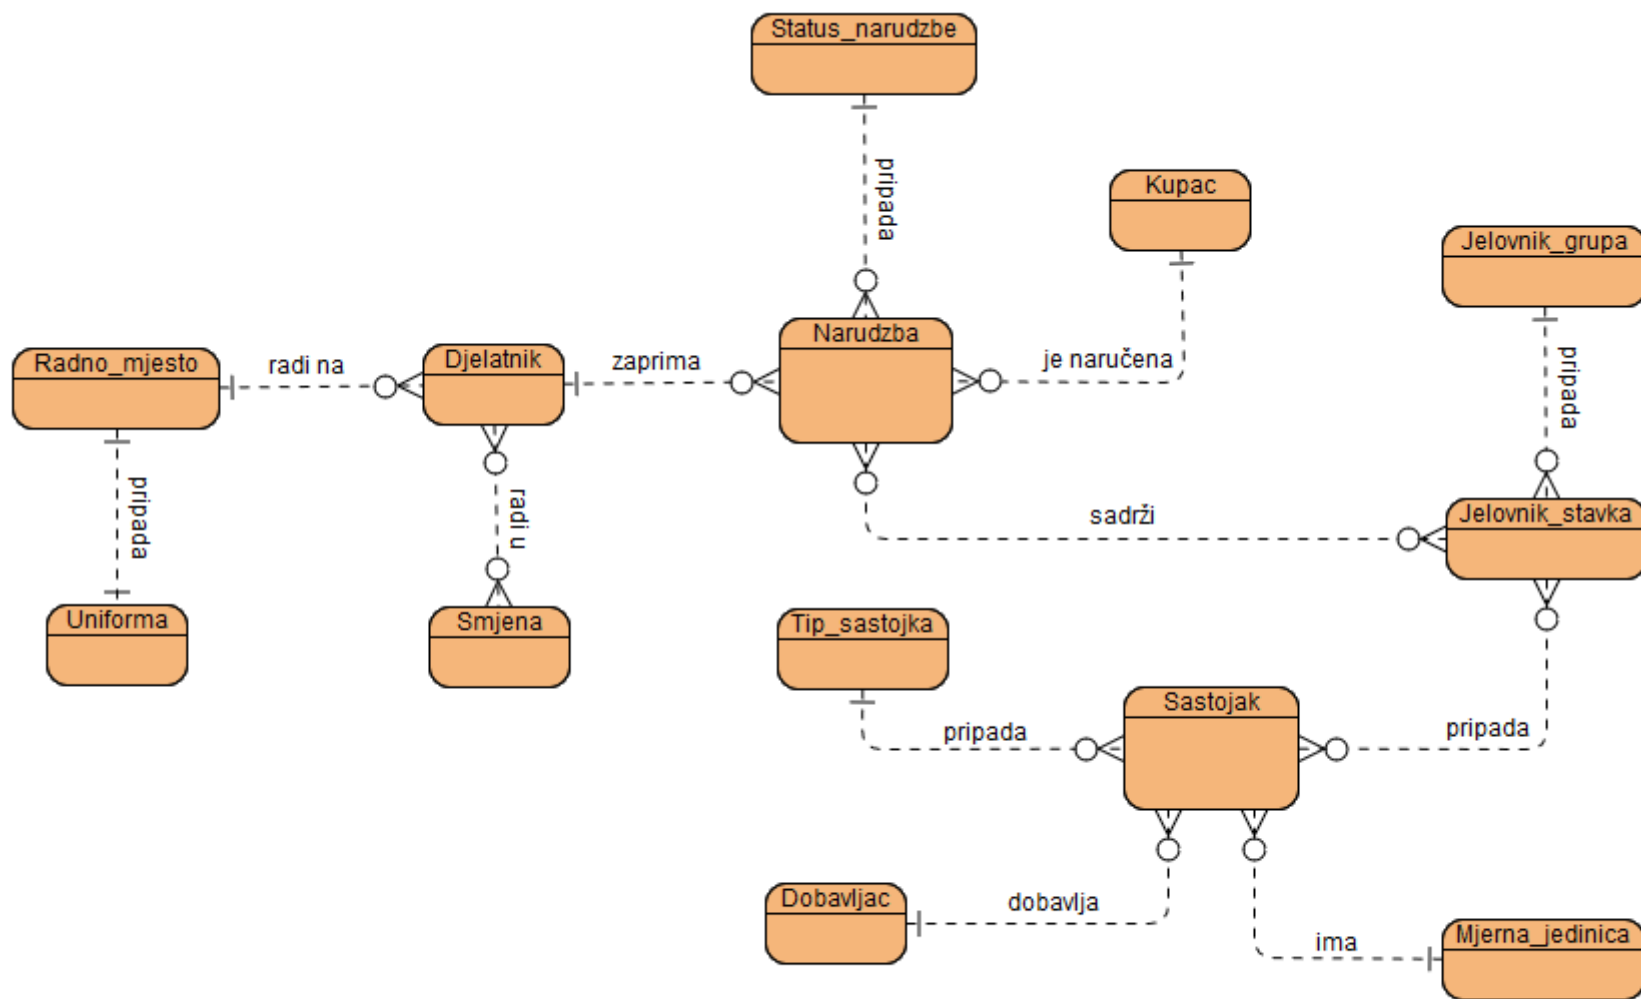 Status_narudzbe
pripada
Kupac
Jelovnik_grupa
Radno_mjesto
radi na
Djelatnik
zaprima
Narudzba
je naručena
pripada
pripada
radi u
sadrži
Jelovnik_stavka
Uniforma
Smjena
Tip_sastojka
Sastojak
pripada
pripada
Dobavljac
dobavlja
ima
Mjerna_jedinica